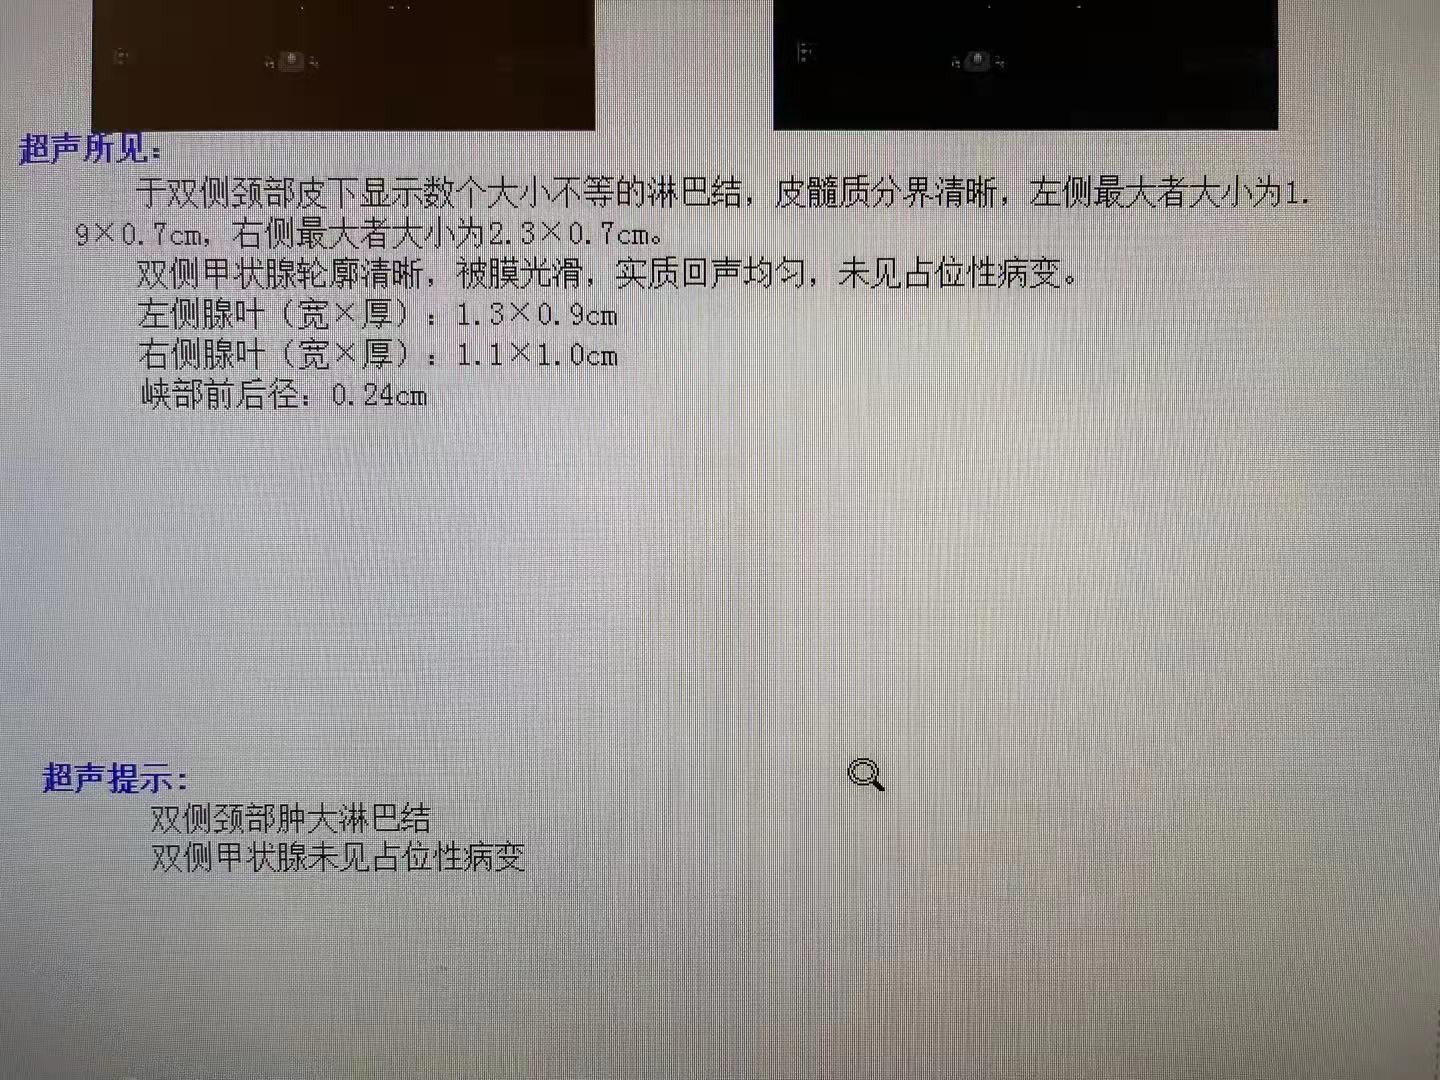 超声所见：
于双侧颈部皮下显示数个大小不等的淋巴结，皮髓质分界清晰，左侧最大者大小为1.
9×0.7cm，右侧最大者大小为2.3×0.7cm。
双侧甲状腺轮廓清晰，被膜光滑，实质回声均匀，未见占位性病变。
左侧腺叶（宽×厚）：1.3×0.9cm
右侧腺叶（宽×厚）：1.1×1.0cm
峡部前后径：0.24cm
超声提示：
双侧颈部肿大淋巴结
双侧甲状腺未见占位性病变